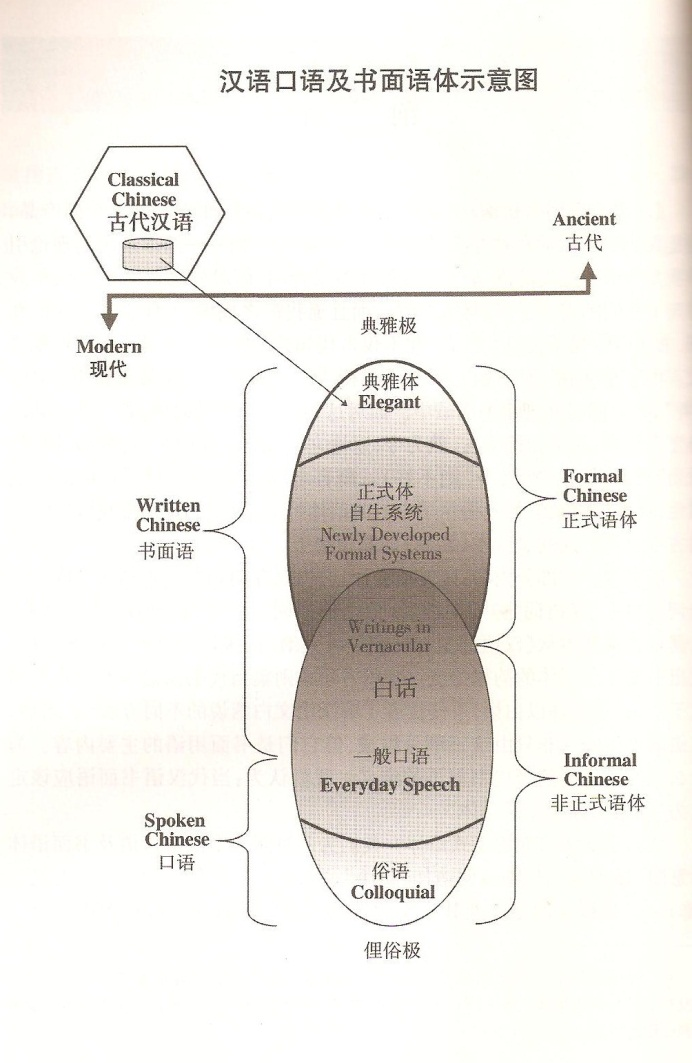 汉语口语及书面语体示意图
Classical
Chinese
古代汉语
Ancient
古代
Modern
现代
典雅极
典雅体
Elegant
正式体
自生系统
Newly Developed
Formal Systems
Written
Chinese
书面语
Formal
Chinese
正式语体
Writings in
Vernacular
白话
一般口语
Everyday Speech
Informal
Chinese
非正式语体
Spoken
Chinese
口语
俗语
Colloquial
俚俗极